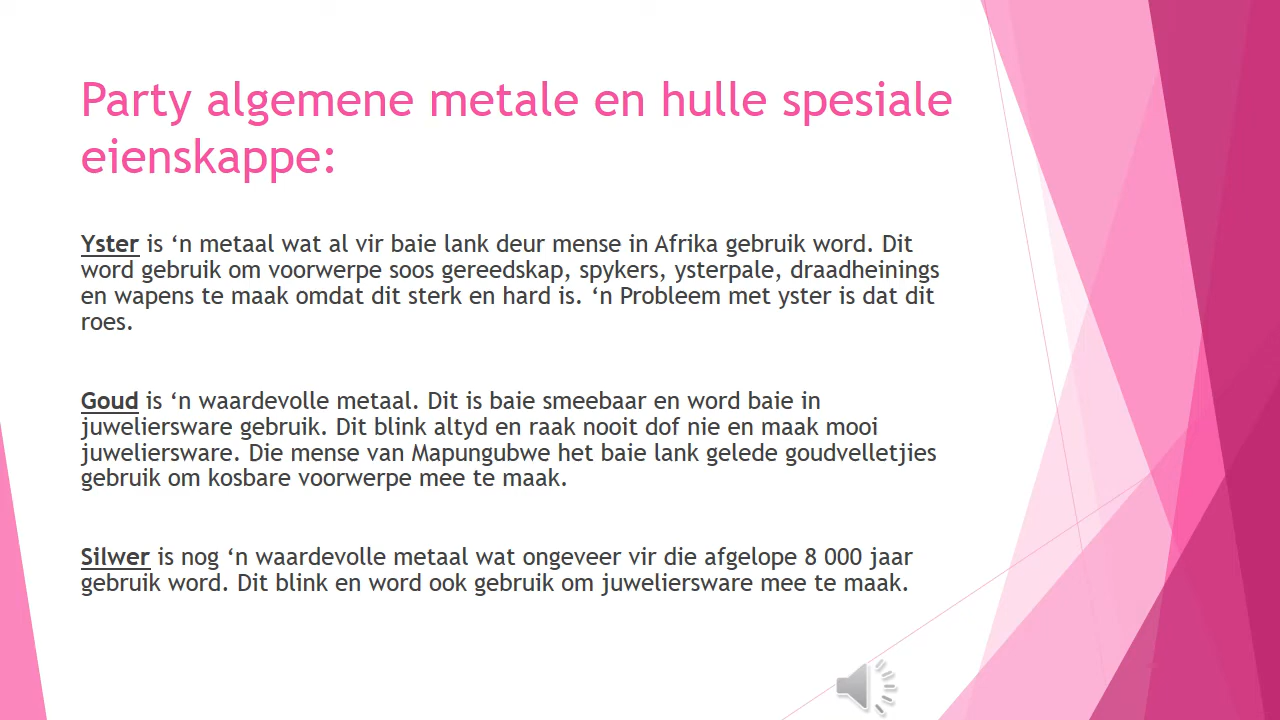 Party algemene metale en hulle spesiale
eienskappe:
Yster is ‘n metaal wat al vir baie lank deur mense in Afrika gebruik word. Dit
word gebruik om voorwerpe soos gereedskap, spykers, ysterpale, draadheinings
en wapens te maak omdat dit sterk en hard is. ‘n Probleem met yster is dat dit
roes.
Goud is ‘n waardevolle metaal. Dit is baie smeebaar en word baie in
juweliersware gebruik. Dit blink altyd en raak nooit dof nie en maak mooi
juweliersware. Die mense van Mapungubwe het baie lank gelede goudvelletjies
gebruik om kosbare voorwerpe mee te maak.
Silwer is nog ‘n waardevolle metaal wat ongeveer vir die afgelope 8 000 jaar
gebruik word. Dit blink en word ook gebruik om juweliersware mee te maak.